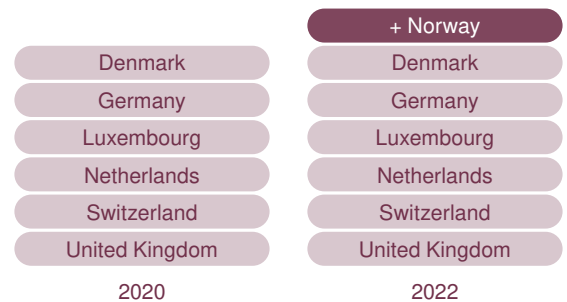 + Norway
Denmark
Germany
Luxembourg
Netherlands
Switzerland
United Kingdom
2020
Denmark
Germany
Luxembourg
Netherlands
Switzerland
United Kingdom
2022